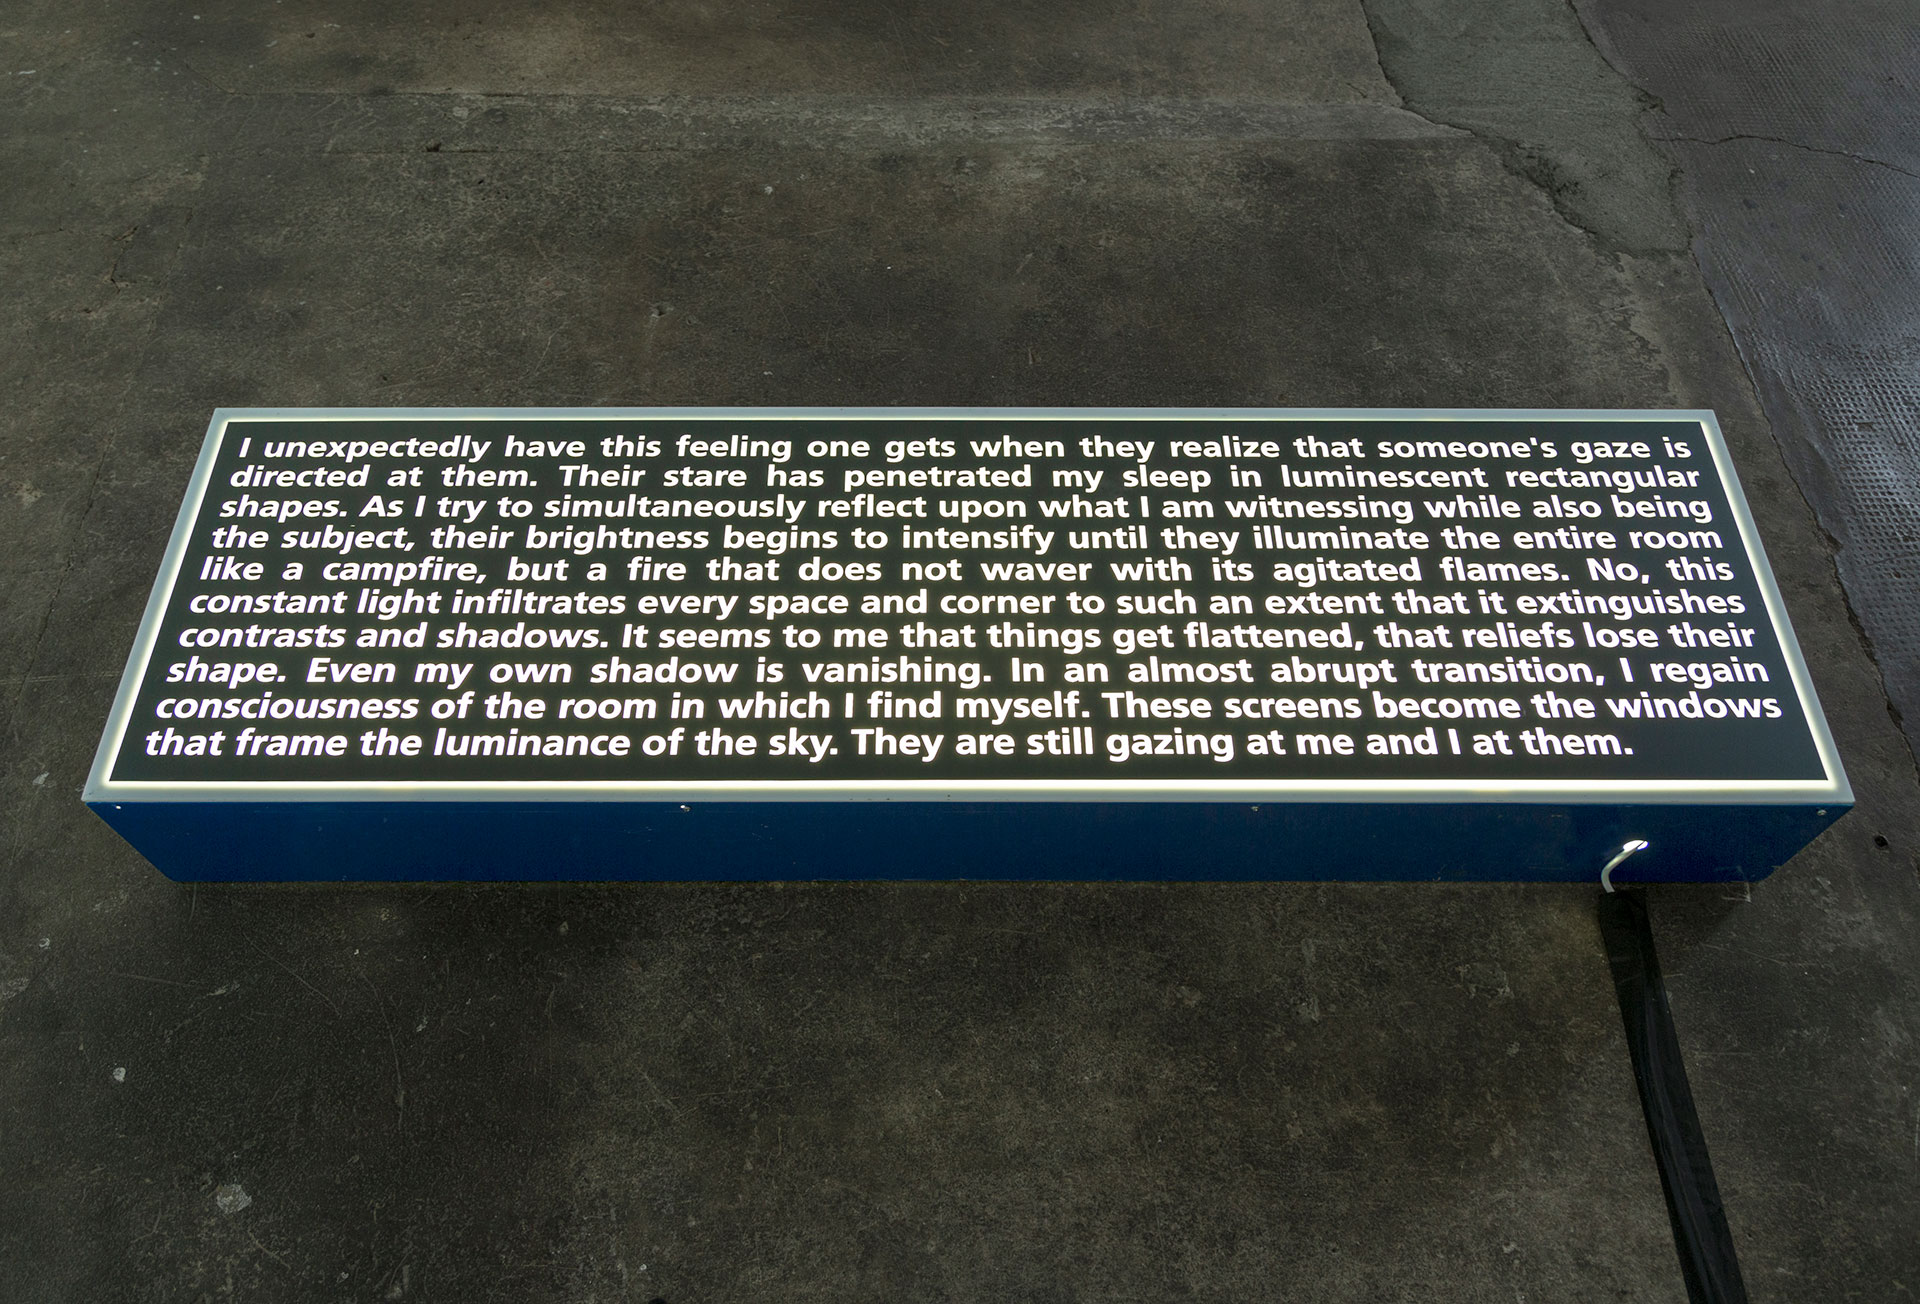 I unexpectedly have this feeling one gets when they realize that someone's gaze is
directed at them. Their stare has penetrated my sleep in luminescent rectangular
shapes. As I try to simultaneously reflect upon what I am witnessing while also being
the subject, their brightness begins to intensify until they illuminate the entire room
like a campfire, but a fire that does not waver with its agitated flames. No, this
constant light infiltrates every space and corner to such an extent that it extinguishes
contrasts and shadows. It seems to me that things get flattened, that reliefs lose their
shape. Even my own shadow is vanishing. In an almost abrupt transition, I regain
consciousness of the room in which I find myself. These screens become the windows
that frame the luminance of the sky. They are still gazing at me and I at them.